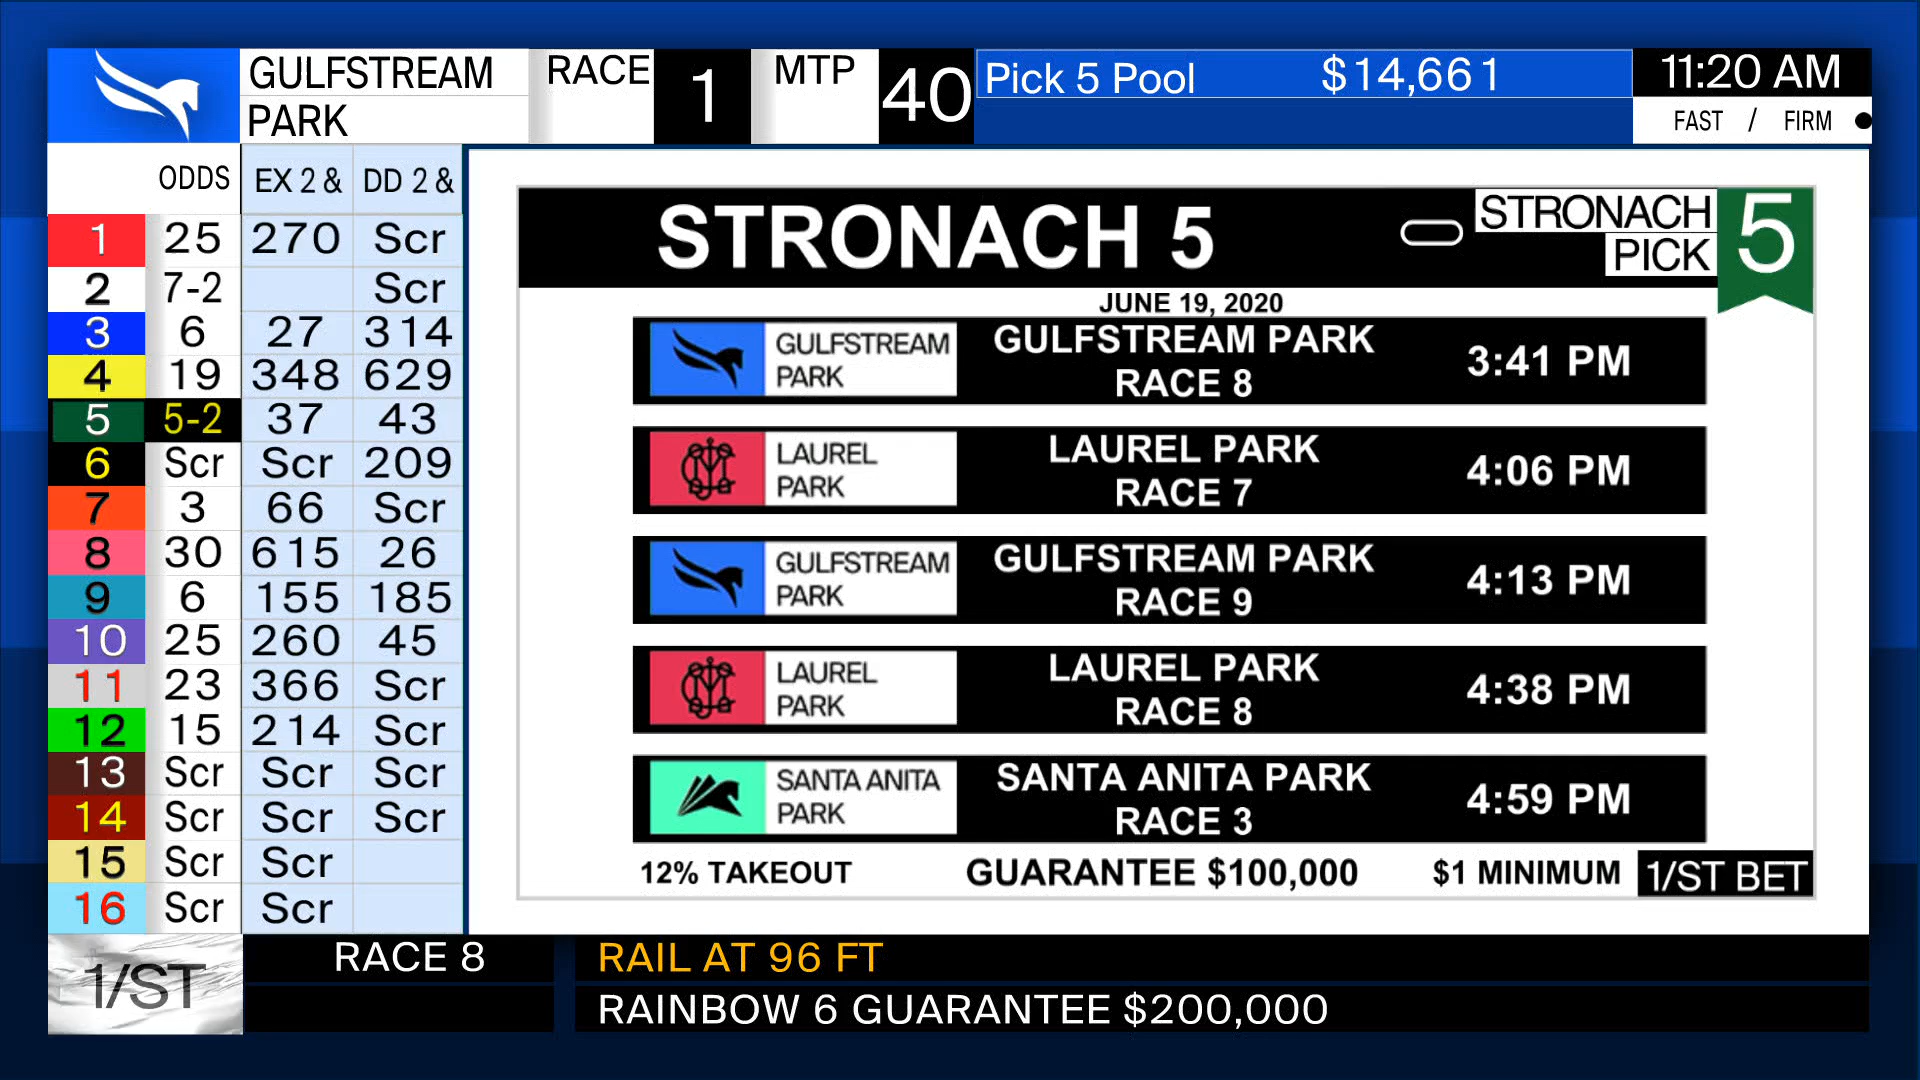 GULFSTREAM PARK RACE 1 MTP 40 Pick 5 Pool $14,661 11:20 AM
FAST / FIRM
ODDS EX 2 & DD 2 &
1 25 270 Scr
2 7-2 Scr
3 6 27 314
4 19 348 629
5 5-2 37 43
6 Scr Scr 209
7 3 66 Scr
8 30 615 26
9 6 155 185
10 25 260 45
11 23 366 Scr
12 15 214 Scr
13 Scr Scr Scr
14 Scr Scr Scr
15 Scr Scr
16 Scr Scr
STRONACH 5
STRONACH PICK 5
JUNE 19, 2020
GULFSTREAM PARK GULFSTREAM PARK RACE 8 3:41 PM
LAUREL PARK LAUREL PARK RACE 7 4:06 PM
GULFSTREAM PARK GULFSTREAM PARK RACE 9 4:13 PM
LAUREL PARK LAUREL PARK RACE 8 4:38 PM
SANTA ANITA PARK SANTA ANITA PARK RACE 3 4:59 PM
12% TAKEOUT GUARANTEE $100,000 $1 MINIMUM 1/ST BET
1/ST RACE 8 RAIL AT 96 FT
RAINBOW 6 GUARANTEE $200,000